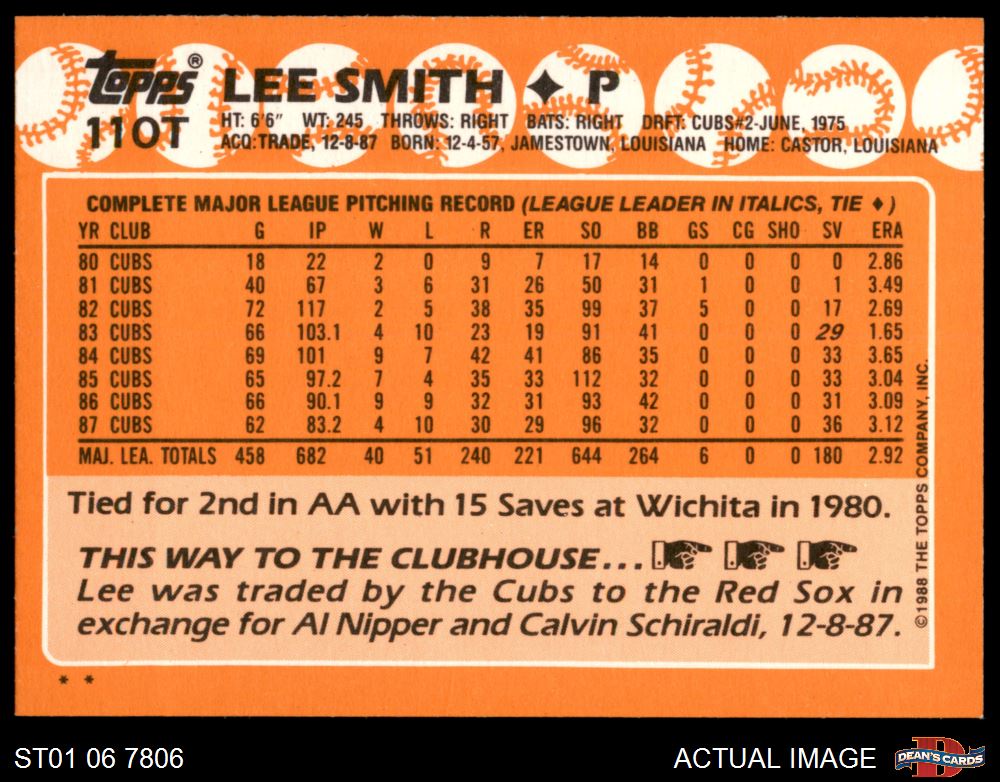 topps® LEE SMITH ✦ P
110T HT: 6'6" WT: 245 THROWS: RIGHT BATS: RIGHT DRFT: CUBS#2-JUNE, 1975
ACQ:TRADE, 12-8-87 BORN: 12-4-57, JAMESTOWN, LOUISIANA HOME: CASTOR, LOUISIANA
COMPLETE MAJOR LEAGUE PITCHING RECORD (LEAGUE LEADER IN ITALICS, TIE ♦)
YR CLUB G IP W L R ER SO BB GS CG SHO SV ERA
80 CUBS 18 22 2 0 9 7 17 14 0 0 0 0 2.86
81 CUBS 40 67 3 6 31 26 50 31 1 0 0 1 3.49
82 CUBS 72 117 2 5 38 35 99 37 5 0 0 17 2.69
83 CUBS 66 103.1 4 10 23 19 91 41 0 0 0 29 1.65
84 CUBS 69 101 9 7 42 41 86 35 0 0 0 33 3.65
85 CUBS 65 97.2 7 4 35 33 112 32 0 0 0 33 3.04
86 CUBS 66 90.1 9 9 32 31 93 42 0 0 0 31 3.09
87 CUBS 62 83.2 4 10 30 29 96 32 0 0 0 36 3.12
MAJ. LEA. TOTALS 458 682 40 51 240 221 644 264 6 0 0 180 2.92
Tied for 2nd in AA with 15 Saves at Wichita in 1980.
THIS WAY TO THE CLUBHOUSE...
Lee was traded by the Cubs to the Red Sox in
exchange for Al Nipper and Calvin Schiraldi, 12-8-87.
©1988 THE TOPPS COMPANY, INC.
* *
ST01 06 7806 ACTUAL IMAGE D DEAN'S CARDS